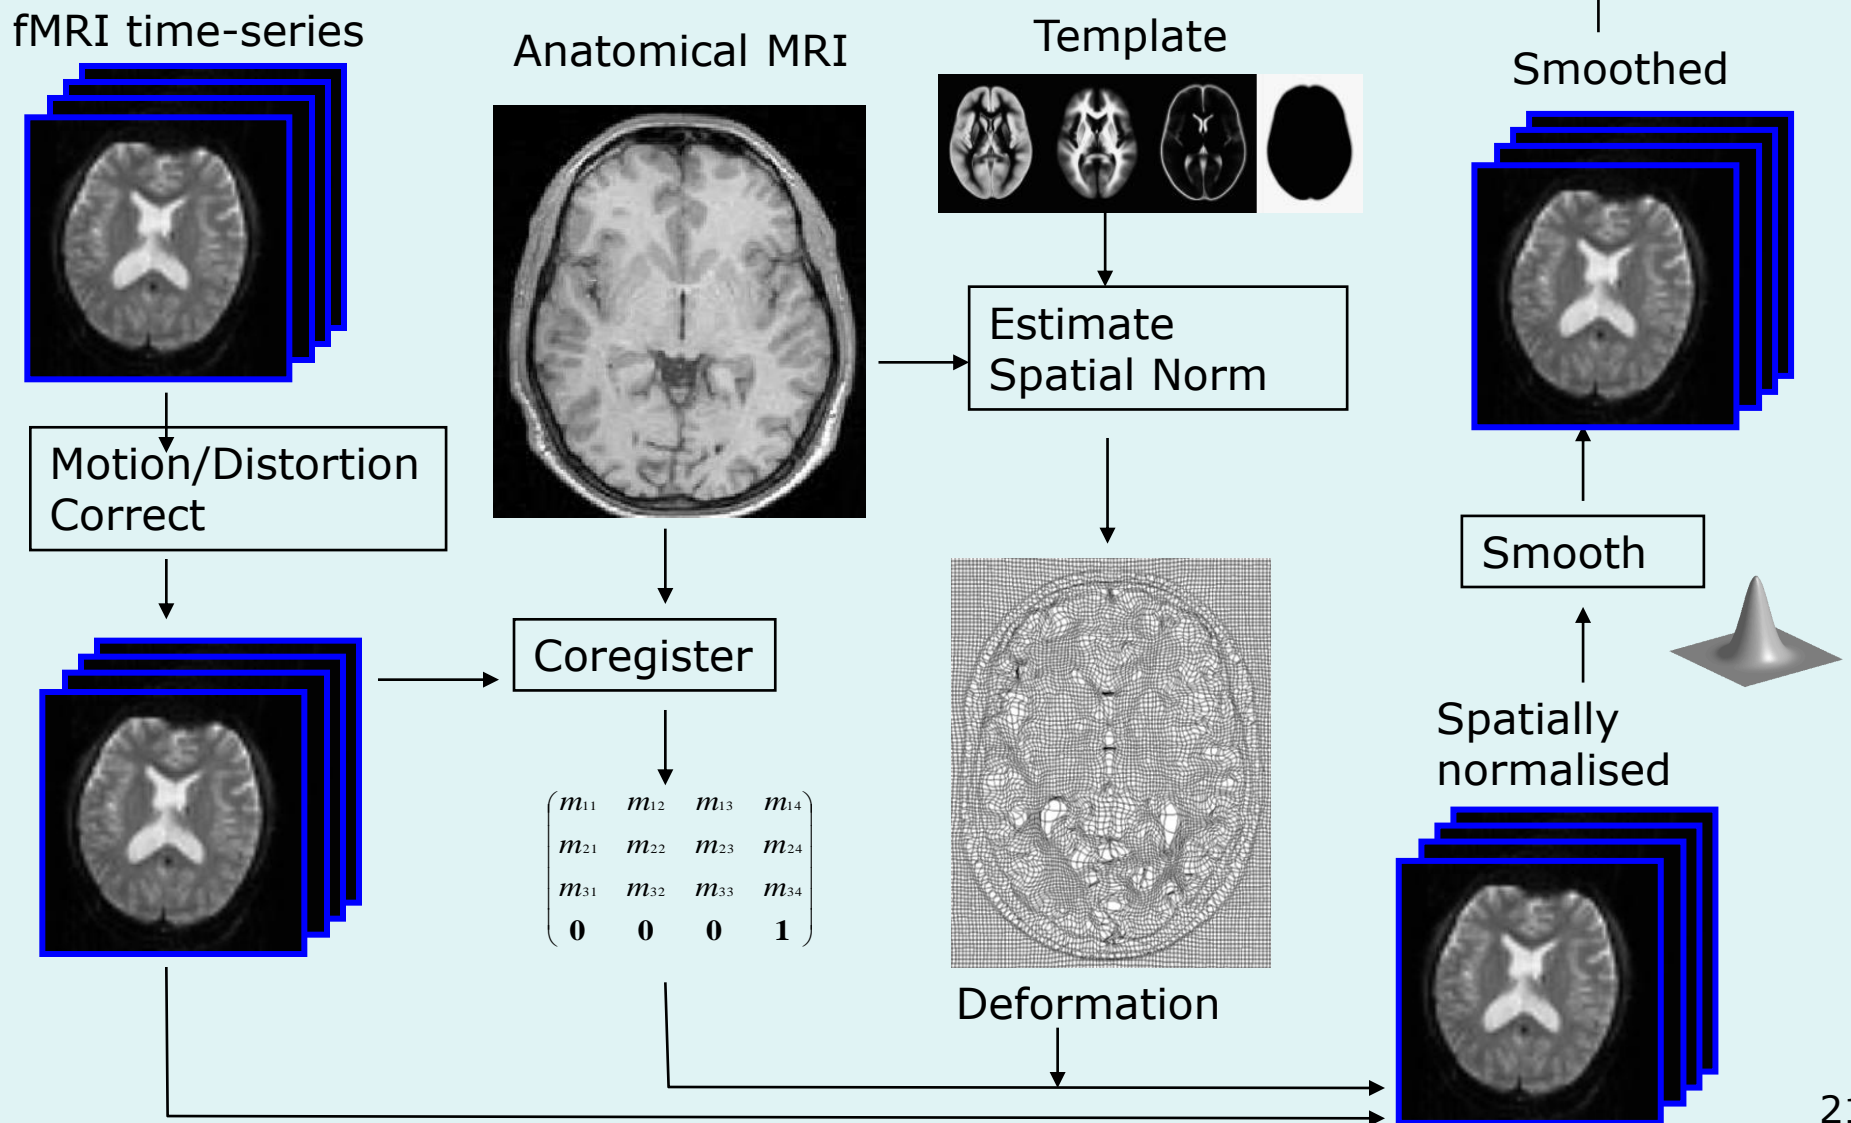 fMRI time-series
Anatomical MRI
Template
Smoothed
Estimate
Spatial Norm
Motion/Distortion
Correct
Smooth
Coregister
Spatially
normalised
m11 m12 m13 m14
m21 m22 m23 m24
m31 m32 m33 m34
0 0 0 1
Deformation